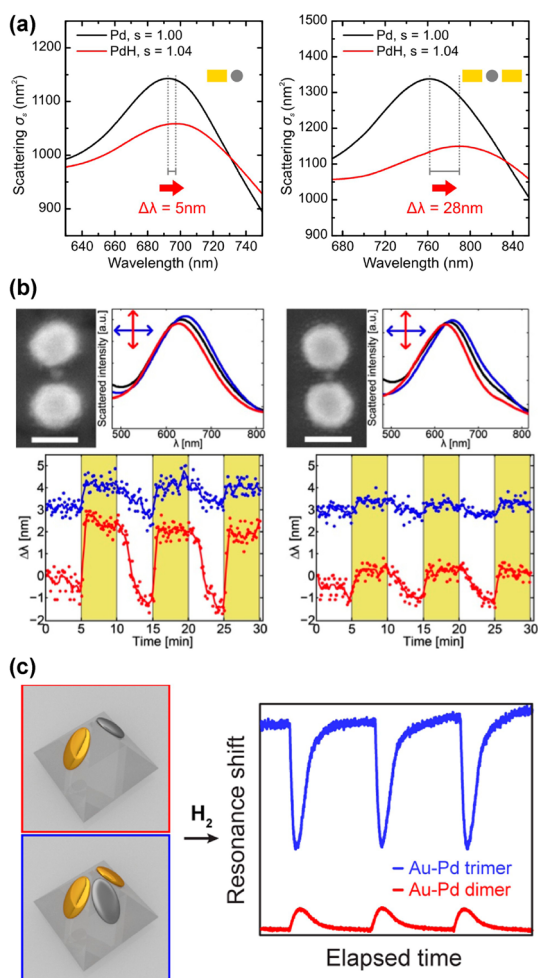 (a)
Pd, s = 1.00
PdH, s = 1.04
Scattering σs (nm²)
1200
1100
1000
900
640 660 680 700 720 740
Wavelength (nm)
Δλ = 5nm
Pd, s = 1.00
PdH, s = 1.04
Scattering σs (nm²)
1500
1400
1300
1200
1100
1000
900
680 720 760 800 840
Wavelength (nm)
Δλ = 28nm
(b)
Scattered intensity [a.u.]
500 600 700 800
λ [nm]
Scattered intensity [a.u.]
500 600 700 800
λ [nm]
Δλ [nm]
5
4
3
2
1
0
-1
-2
0 5 10 15 20 25 30
Time [min]
Δλ [nm]
5
4
3
2
1
0
-1
-2
0 5 10 15 20 25 30
Time [min]
(c)
H₂
Resonance shift
Au-Pd trimer
Au-Pd dimer
Elapsed time